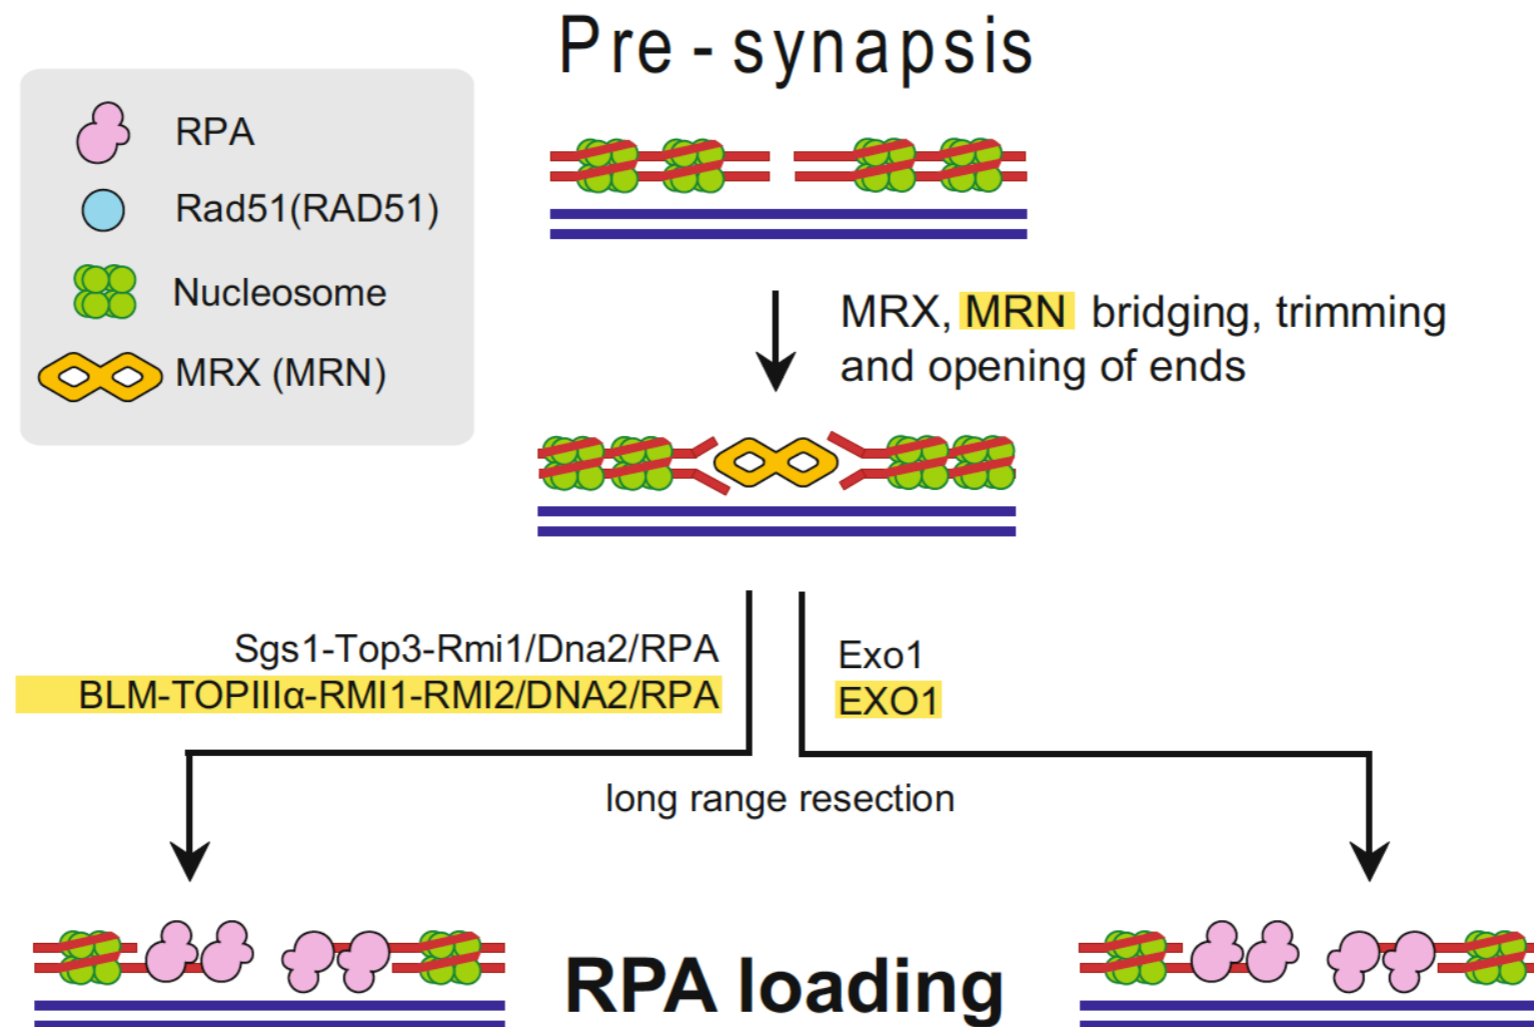 Pre - synapsis
RPA
Rad51(RAD51)
Nucleosome
MRX (MRN)
MRX, MRN bridging, trimming
and opening of ends
Sgs1-Top3-Rmi1/Dna2/RPA
BLM-TOPIIIα-RMI1-RMI2/DNA2/RPA
Exo1
EXO1
long range resection
RPA loading